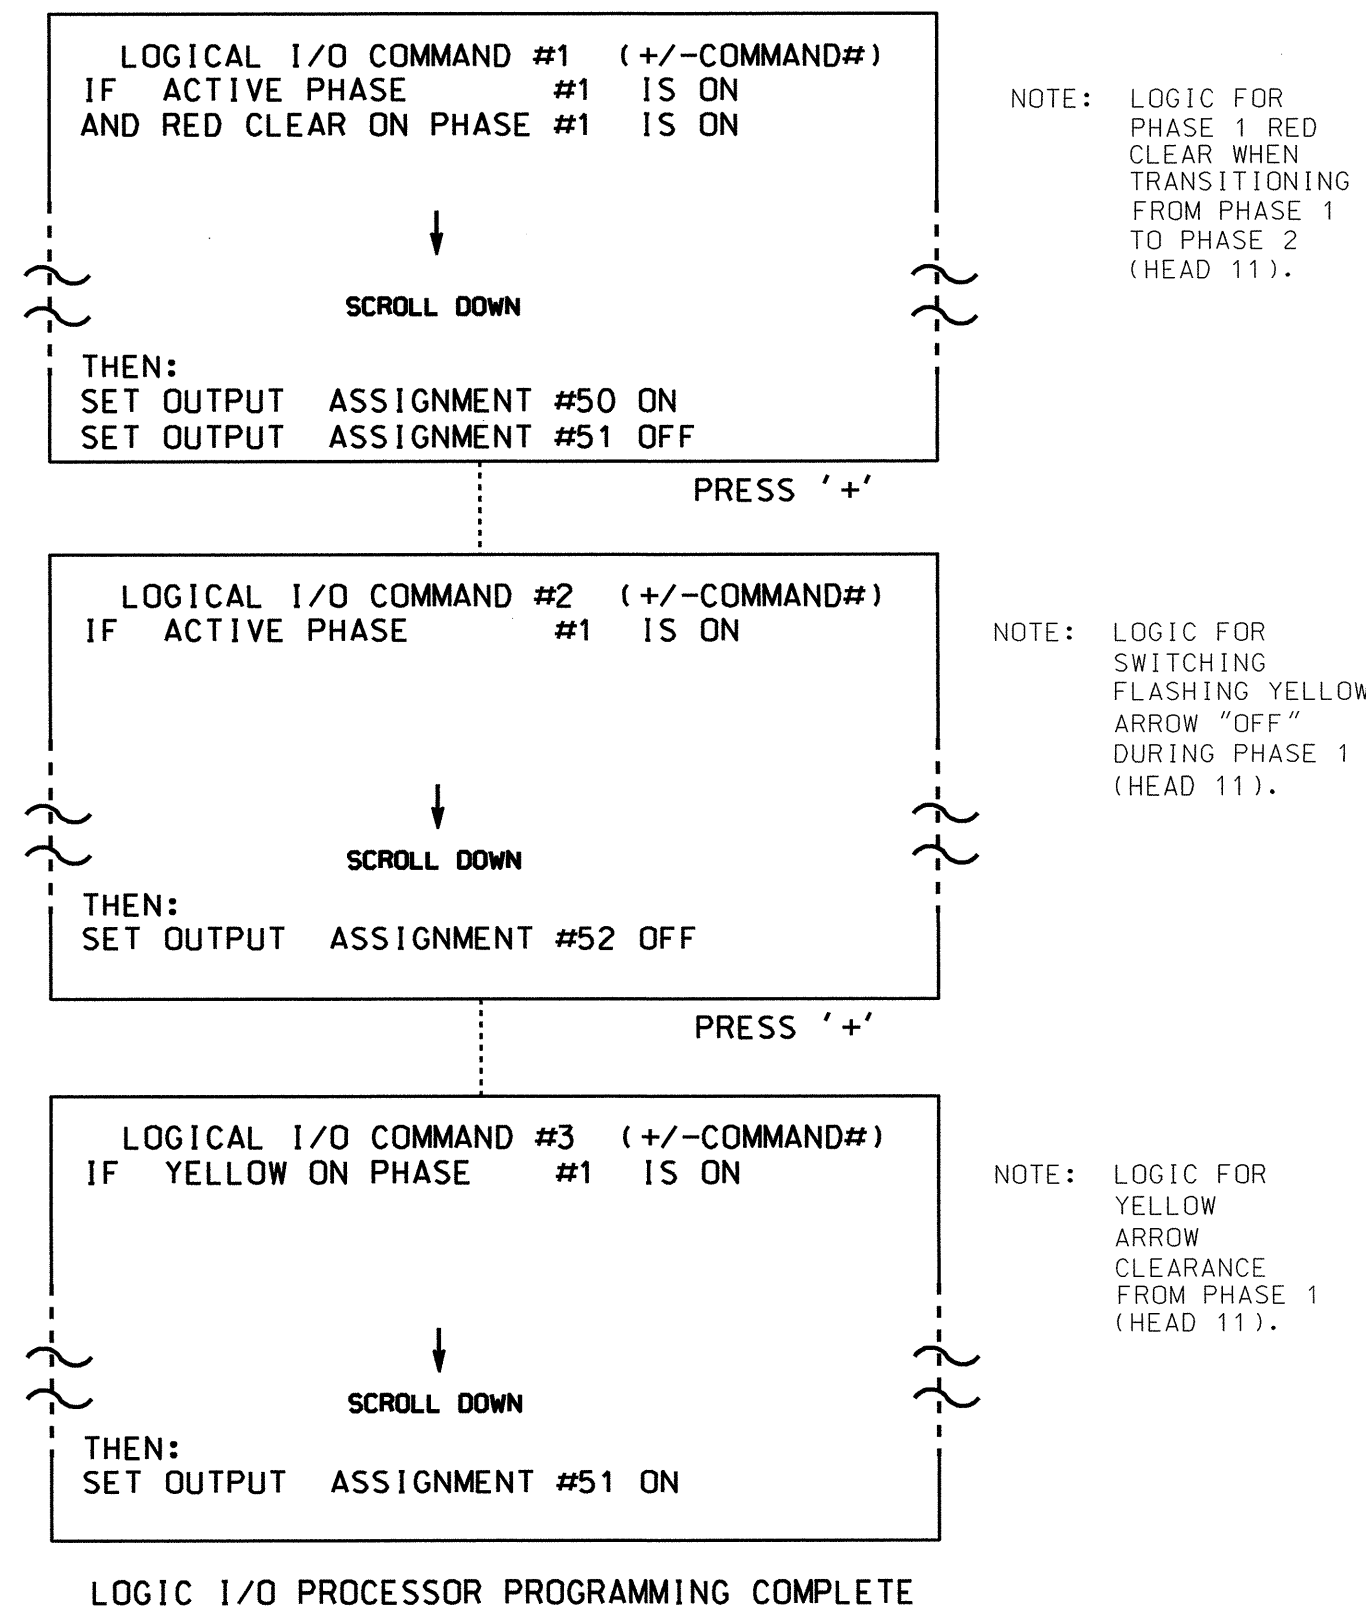 LOGICAL I/O COMMAND #1 (+/-COMMAND#)
IF ACTIVE PHASE #1 IS ON
AND RED CLEAR ON PHASE #1 IS ON
SCROLL DOWN
THEN:
SET OUTPUT ASSIGNMENT #50 ON
SET OUTPUT ASSIGNMENT #51 OFF
NOTE: LOGIC FOR
PHASE 1 RED
CLEAR WHEN
TRANSITIONING
FROM PHASE 1
TO PHASE 2
(HEAD 11).
PRESS '+'
LOGICAL I/O COMMAND #2 (+/-COMMAND#)
IF ACTIVE PHASE #1 IS ON
SCROLL DOWN
THEN:
SET OUTPUT ASSIGNMENT #52 OFF
NOTE: LOGIC FOR
SWITCHING
FLASHING YELLOW
ARROW "OFF"
DURING PHASE 1
(HEAD 11).
PRESS '+'
LOGICAL I/O COMMAND #3 (+/-COMMAND#)
IF YELLOW ON PHASE #1 IS ON
SCROLL DOWN
THEN:
SET OUTPUT ASSIGNMENT #51 ON
NOTE: LOGIC FOR
YELLOW
ARROW
CLEARANCE
FROM PHASE 1
(HEAD 11).
LOGIC I/O PROCESSOR PROGRAMMING COMPLETE